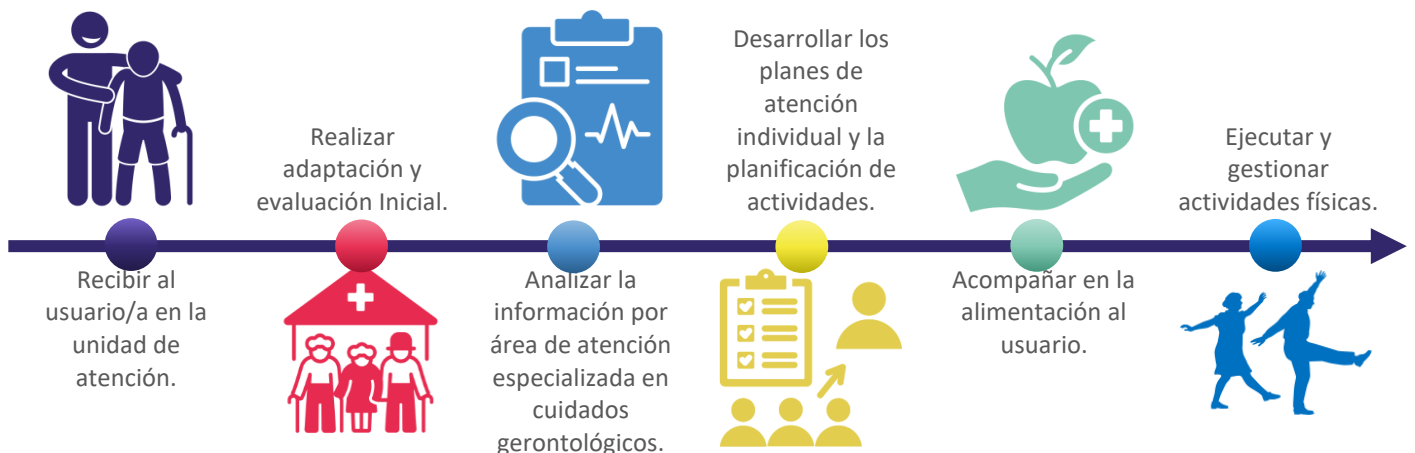 Recibir al
usuario/a en la
unidad de
atención.
Realizar
adaptación y
evaluación Inicial.
Analizar la
información por
área de atención
especializada en
cuidados
gerontológicos.
Desarrollar los
planes de
atención
individual y la
planificación de
actividades.
Acompañar en la
alimentación al
usuario.
Ejecutar y
gestionar
actividades físicas.